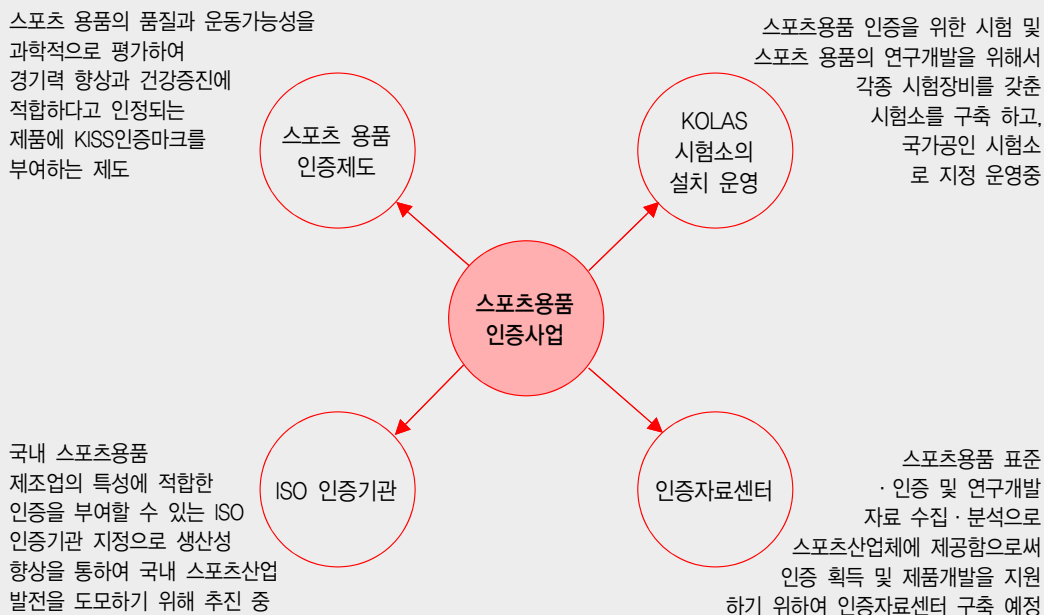 스포츠 용품의 품질과 운동가능성을
과학적으로 평가하여
경기력 향상과 건강증진에
적합하다고 인정되는
제품에 KISS인증마크를
부여하는 제도
스포츠 용품
인증제도
KOLAS
시험소의
설치 운영
스포츠용품 인증을 위한 시험 및
스포츠 용품의 연구개발을 위해서
각종 시험장비를 갖춘
시험소를 구축 하고,
국가공인 시험소
로 지정 운영중
스포츠용품
인증사업
국내 스포츠용품
제조업의 특성에 적합한
인증을 부여할 수 있는 ISO
인증기관 지정으로 생산성
향상을 통하여 국내 스포츠산업
발전을 도모하기 위해 추진 중
ISO 인증기관
인증자료센터
스포츠용품 표준
· 인증 및 연구개발
자료 수집 · 분석으로
스포츠산업체에 제공함으로써
인증 획득 및 제품개발을 지원
하기 위하여 인증자료센터 구축 예정